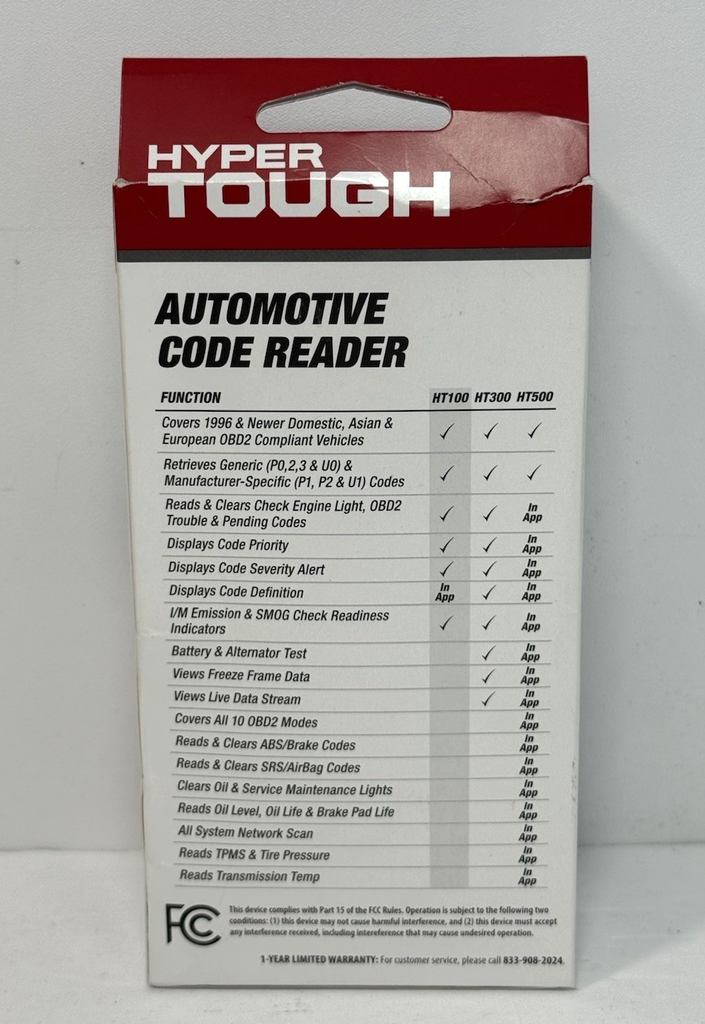 HYPER
TOUGH
AUTOMOTIVE
CODE READER
FUNCTION HT100 HT300 HT500
Covers 1996 & Newer Domestic, Asian &
European OBD2 Compliant Vehicles ✓ ✓ ✓
Retrieves Generic (P0,2,3 & U0) &
Manufacturer-Specific (P1, P2 & U1) Codes ✓ ✓ ✓
Reads & Clears Check Engine Light, OBD2
Trouble & Pending Codes ✓ ✓ In App
Displays Code Priority ✓ ✓ In App
Displays Code Severity Alert ✓ ✓ In App
Displays Code Definition In App ✓ In App
I/M Emission & SMOG Check Readiness
Indicators ✓ ✓ In App
Battery & Alternator Test ✓ In App
Views Freeze Frame Data ✓ In App
Views Live Data Stream ✓ In App
Covers All 10 OBD2 Modes In App
Reads & Clears ABS/Brake Codes In App
Reads & Clears SRS/AirBag Codes In App
Clears Oil & Service Maintenance Lights In App
Reads Oil Level, Oil Life & Brake Pad Life In App
All System Network Scan In App
Reads TPMS & Tire Pressure In App
Reads Transmission Temp In App
FCC
This device complies with Part 15 of the FCC Rules. Operation is subject to the following two
conditions: (1) this device may not cause harmful interference, and (2) this device must accept
any interference received, including intereference that may cause undesired operation.
1-YEAR LIMITED WARRANTY: For customer service, please call 833-908-2024.